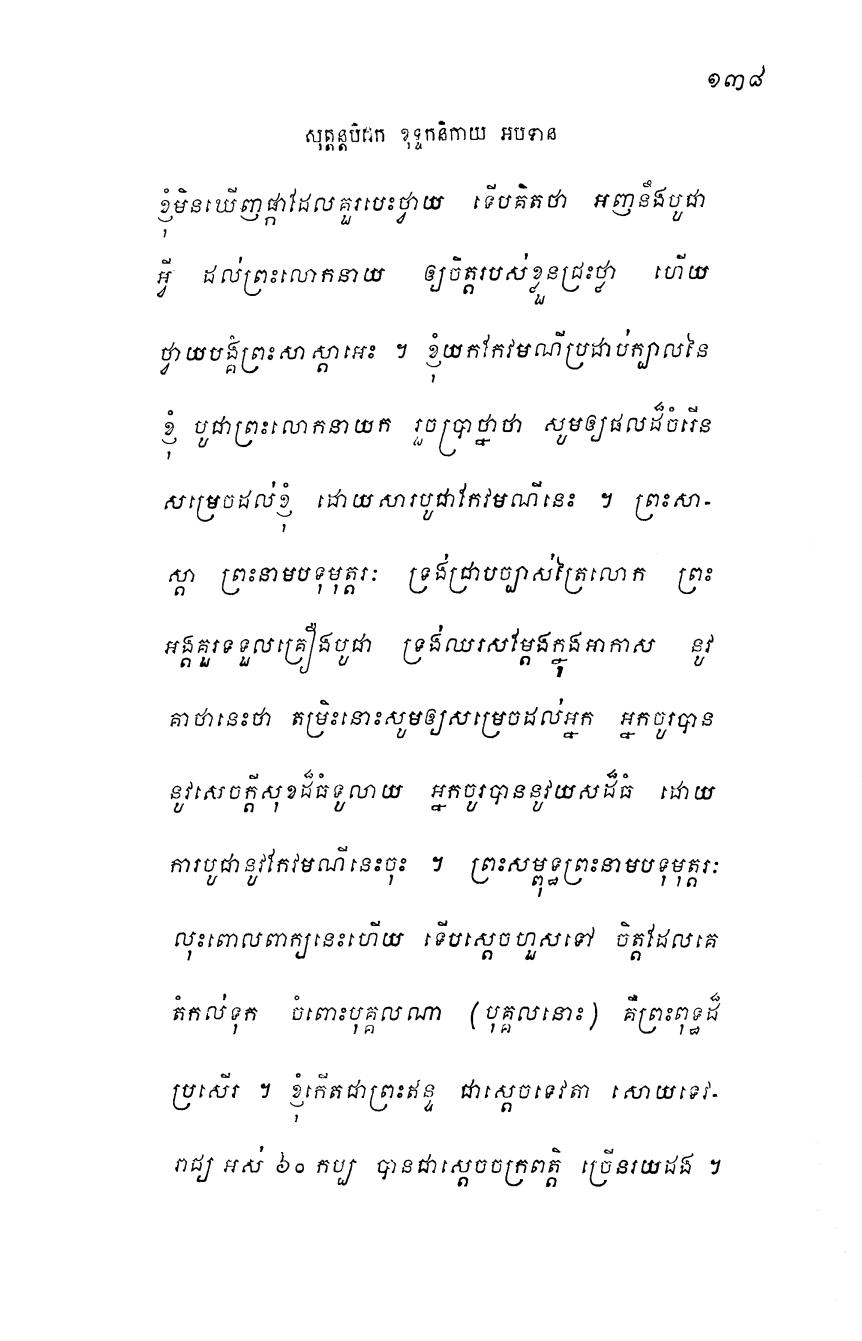 ១៣៨
សុត្តន្តបិដក ខុទ្ទកនិកាយ អបទាន
ខ្ញុំមិនឃើញផ្កាដែលគួរបេះថ្វាយ ទើបគិតថា អញនឹងបូជា
អ្វី ដល់ព្រះលោកនាយ ឲ្យចិត្តរបស់ខ្លួនជ្រះថ្លា ហើយ
ថ្វាយបង្គំព្រះសាស្តាអេះ ។ ខ្ញុំយកកែវមណីប្រដាប់ក្បាលនៃ
ខ្ញុំ បូជាព្រះលោកនាយក រួចប្រាថ្នាថា សូមឲ្យផលដ៏ចំរើន
សម្រេចដល់ខ្ញុំ ដោយសារបូជាកែវមណីនេះ ។ ព្រះសា-
ស្តា ព្រះនាមបទុមុត្តរៈ ទ្រង់ជ្រាបច្បាស់ត្រៃលោក ព្រះ
អង្គគួរទទួលគ្រឿងបូជា ទ្រង់ឈរសម្តែងក្នុងអាកាស នូវ
គាថានេះថា តម្រិះនោះសូមឲ្យសម្រេចដល់អ្នក អ្នកចូរបាន
នូវសេចក្តីសុខដ៏ធំទូលាយ អ្នកចូរបាននូវយសដ៏ធំ ដោយ
ការបូជានូវកែវមណីនេះចុះ ។ ព្រះសម្ពុទ្ធព្រះនាមបទុមុត្តរៈ
លុះពោលពាក្យនេះហើយ ទើបស្តេចហួសទៅ ចិត្តដែលគេ
តំកល់ទុក ចំពោះបុគ្គលណា (បុគ្គលនោះ) គឺព្រះពុទ្ធដ៏
ប្រសើរ ។ ខ្ញុំកើតជាព្រះឥន្ទ ជាស្តេចទេវតា សោយទេវ-
រាជ្យ អស់ ៦០ កប្ប បានជាស្តេចចក្រពត្តិ ច្រើនរយដង ។